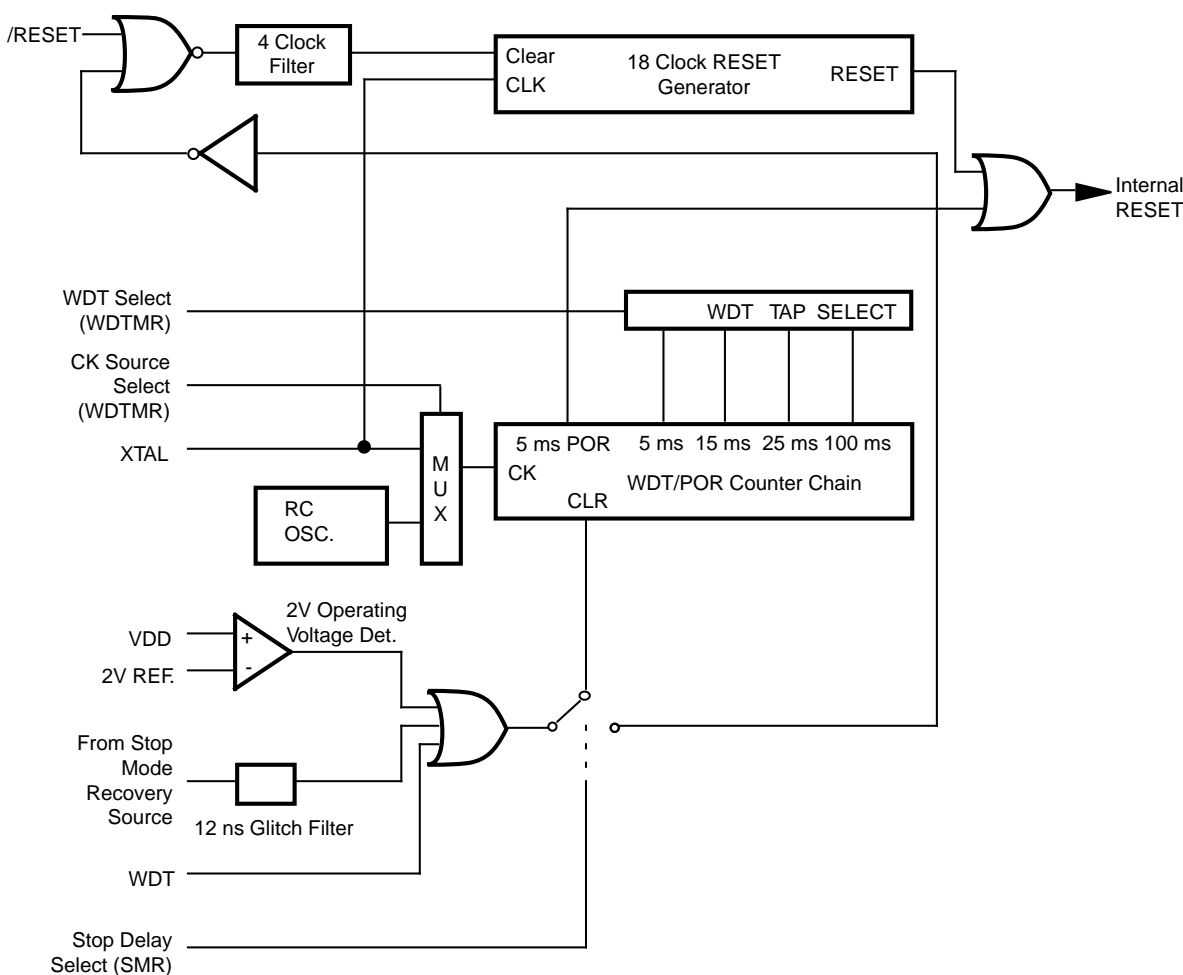 /RESET
4 Clock
Filter
Clear
CLK
18 Clock RESET
Generator
RESET
Internal
RESET
WDT Select
(WDTMR)
WDT TAP SELECT
CK Source
Select
(WDTMR)
XTAL
M
U
X
RC
OSC.
5 ms POR
5 ms 15 ms 25 ms 100 ms
CK
WDT/POR Counter Chain
CLR
2V Operating
Voltage Det.
VDD
+
2V REF.
-
From Stop
Mode
Recovery
Source
12 ns Glitch Filter
WDT
Stop Delay
Select (SMR)